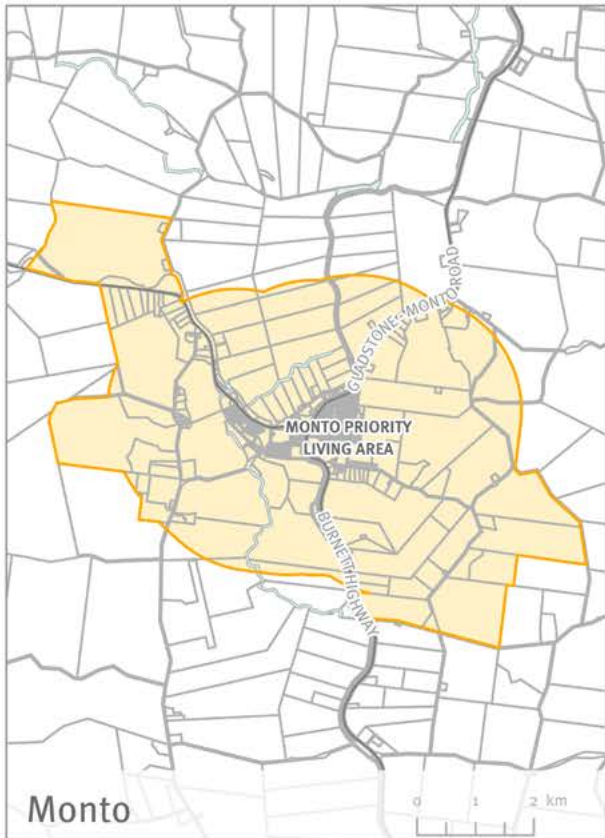 GLADSTONE - MONTO ROAD
MONTO PRIORITY
LIVING AREA
BURNETT HIGHWAY
Monto
0 1 2 km